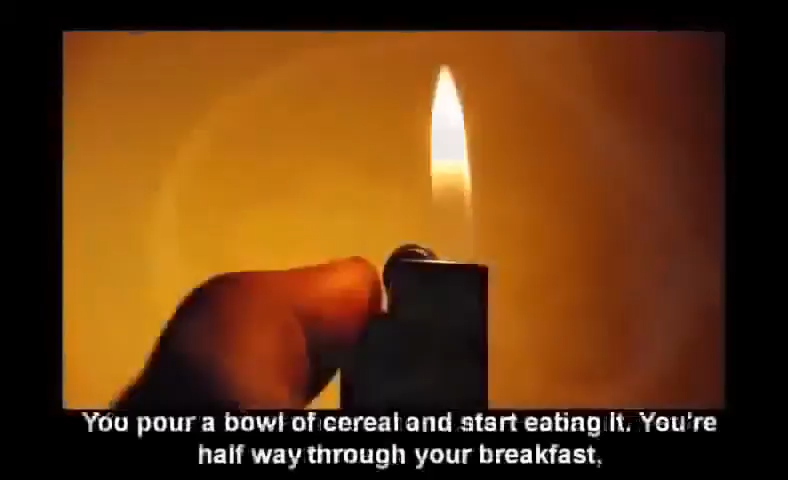 You pour a bowl of cereal and start eating it. You're
half way through your breakfast,